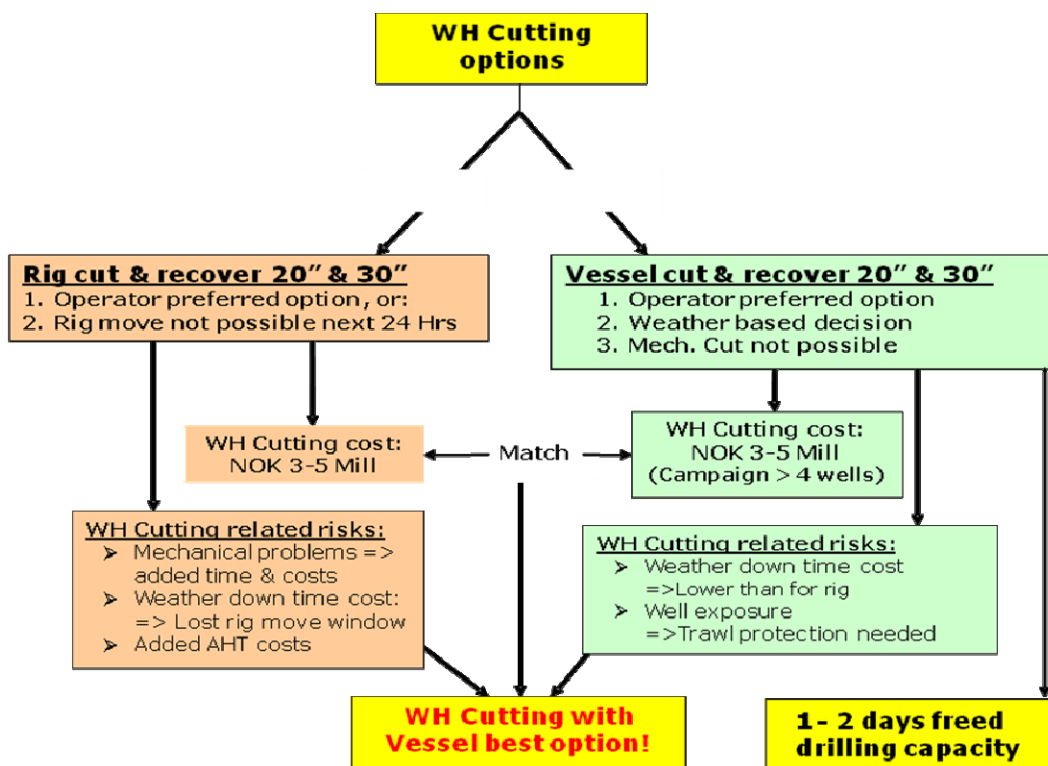 WH Cutting
options
Rig cut & recover 20” & 30”
1. Operator preferred option, or:
2. Rig move not possible next 24 Hrs
Vessel cut & recover 20” & 30”
1. Operator preferred option
2. Weather based decision
3. Mech. Cut not possible
WH Cutting cost:
NOK 3-5 Mill
Match
WH Cutting cost:
NOK 3-5 Mill
(Campaign > 4 wells)
WH Cutting related risks:
➢ Mechanical problems =>
added time & costs
➢ Weather down time cost:
=> Lost rig move window
➢ Added AHT costs
WH Cutting related risks:
➢ Weather down time cost
=>Lower than for rig
➢ Well exposure
=>Trawl protection needed
WH Cutting with
Vessel best option!
1- 2 days freed
drilling capacity